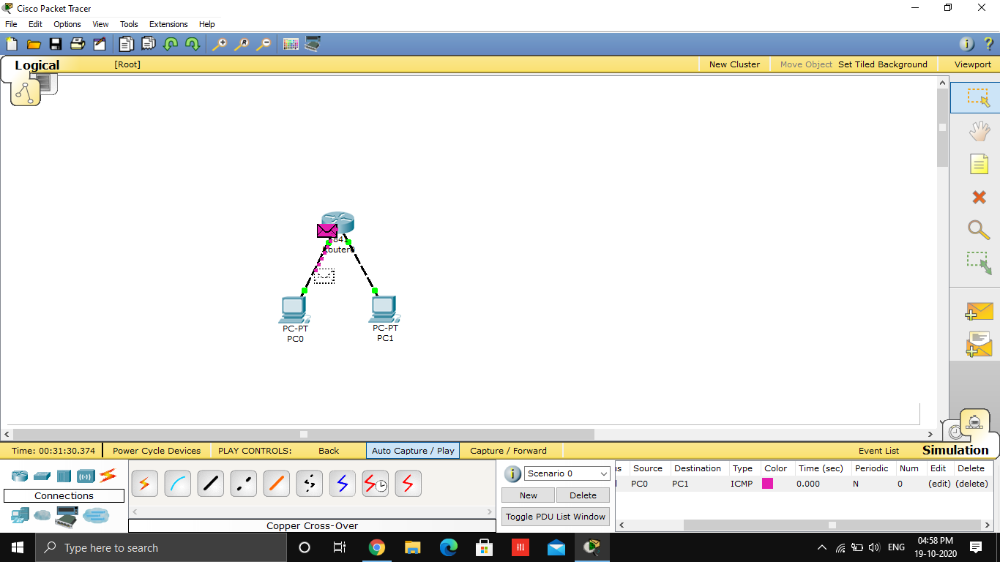 Cisco Packet Tracer
File Edit Options View Tools Extensions Help
Logical [Root] New Cluster Move Object Set Tiled Background Viewport
841
Router0
PC-PT
PC0
PC-PT
PC1
Time: 00:31:30.374 Power Cycle Devices PLAY CONTROLS: Back Auto Capture / Play Capture / Forward Event List Simulation
Connections
Copper Cross-Over
Scenario 0
New Delete
Toggle PDU List Window
Source Destination Type Color Time (sec) Periodic Num Edit Delete
PC0 PC1 ICMP 0.000 N 0 (edit) (delete)
Type here to search
ENG
04:58 PM
19-10-2020